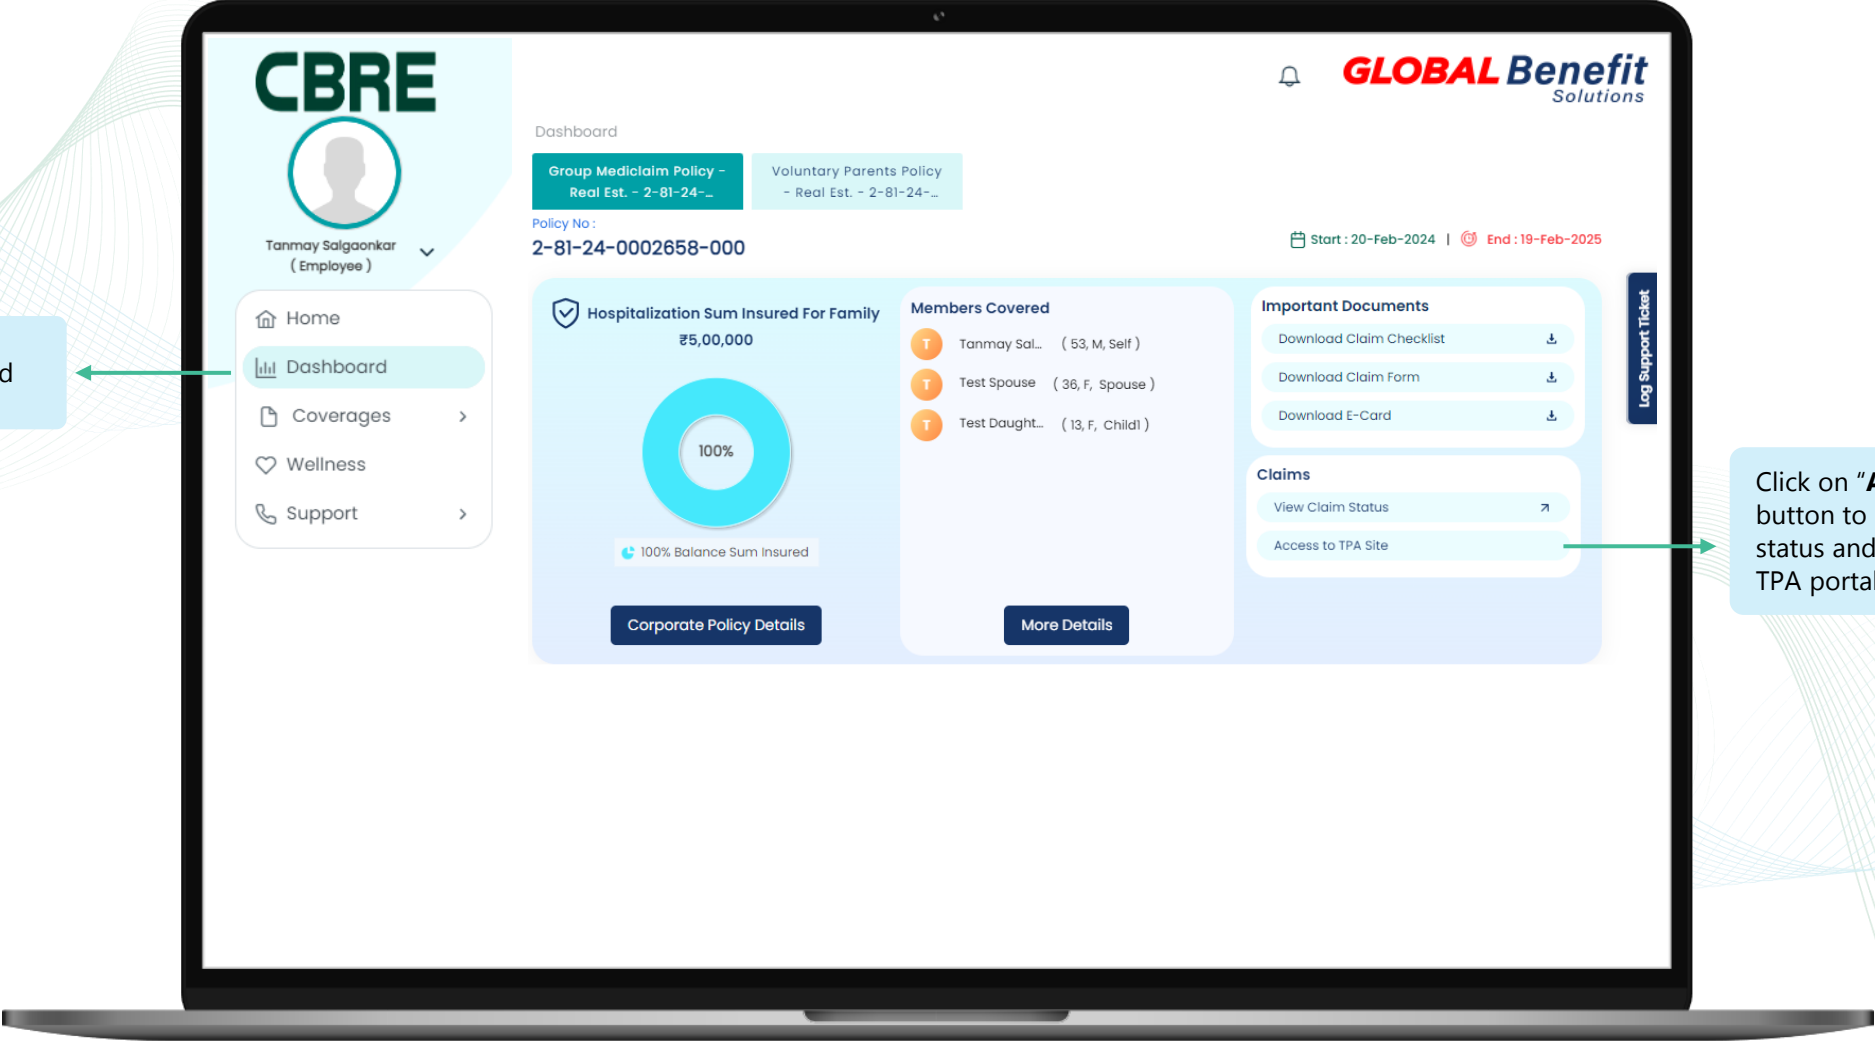 CBRE
GLOBAL Benefit
Solutions
Tanmay Salgaonkar
( Employee )
Home
Dashboard
Coverages
Wellness
Support
d
Dashboard
Group Mediclaim Policy -
Real Est. - 2-81-24-...
Voluntary Parents Policy
- Real Est. - 2-81-24-...
Policy No :
2-81-24-0002658-000
Start : 20-Feb-2024 | End : 19-Feb-2025
Hospitalization Sum Insured For Family
₹5,00,000
100%
100% Balance Sum Insured
Corporate Policy Details
Members Covered
T Tanmay Sal... ( 53, M, Self )
T Test Spouse ( 36, F, Spouse )
T Test Daught... ( 13, F, Child1 )
More Details
Important Documents
Download Claim Checklist
Download Claim Form
Download E-Card
Claims
View Claim Status
Access to TPA Site
Log Support Ticket
Click on “A
button to
status and
TPA portal